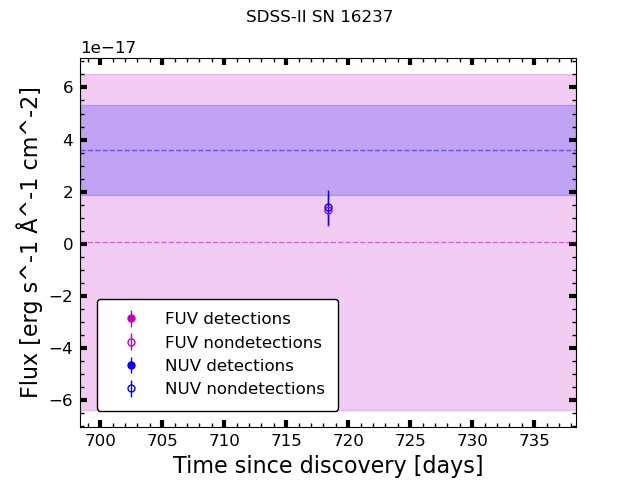 SDSS-II SN 16237
1e−17
6
4
2
0
−2
−4
−6
Flux [erg s^-1 Å^-1 cm^-2]
FUV detections
FUV nondetections
NUV detections
NUV nondetections
700 705 710 715 720 725 730 735
Time since discovery [days]